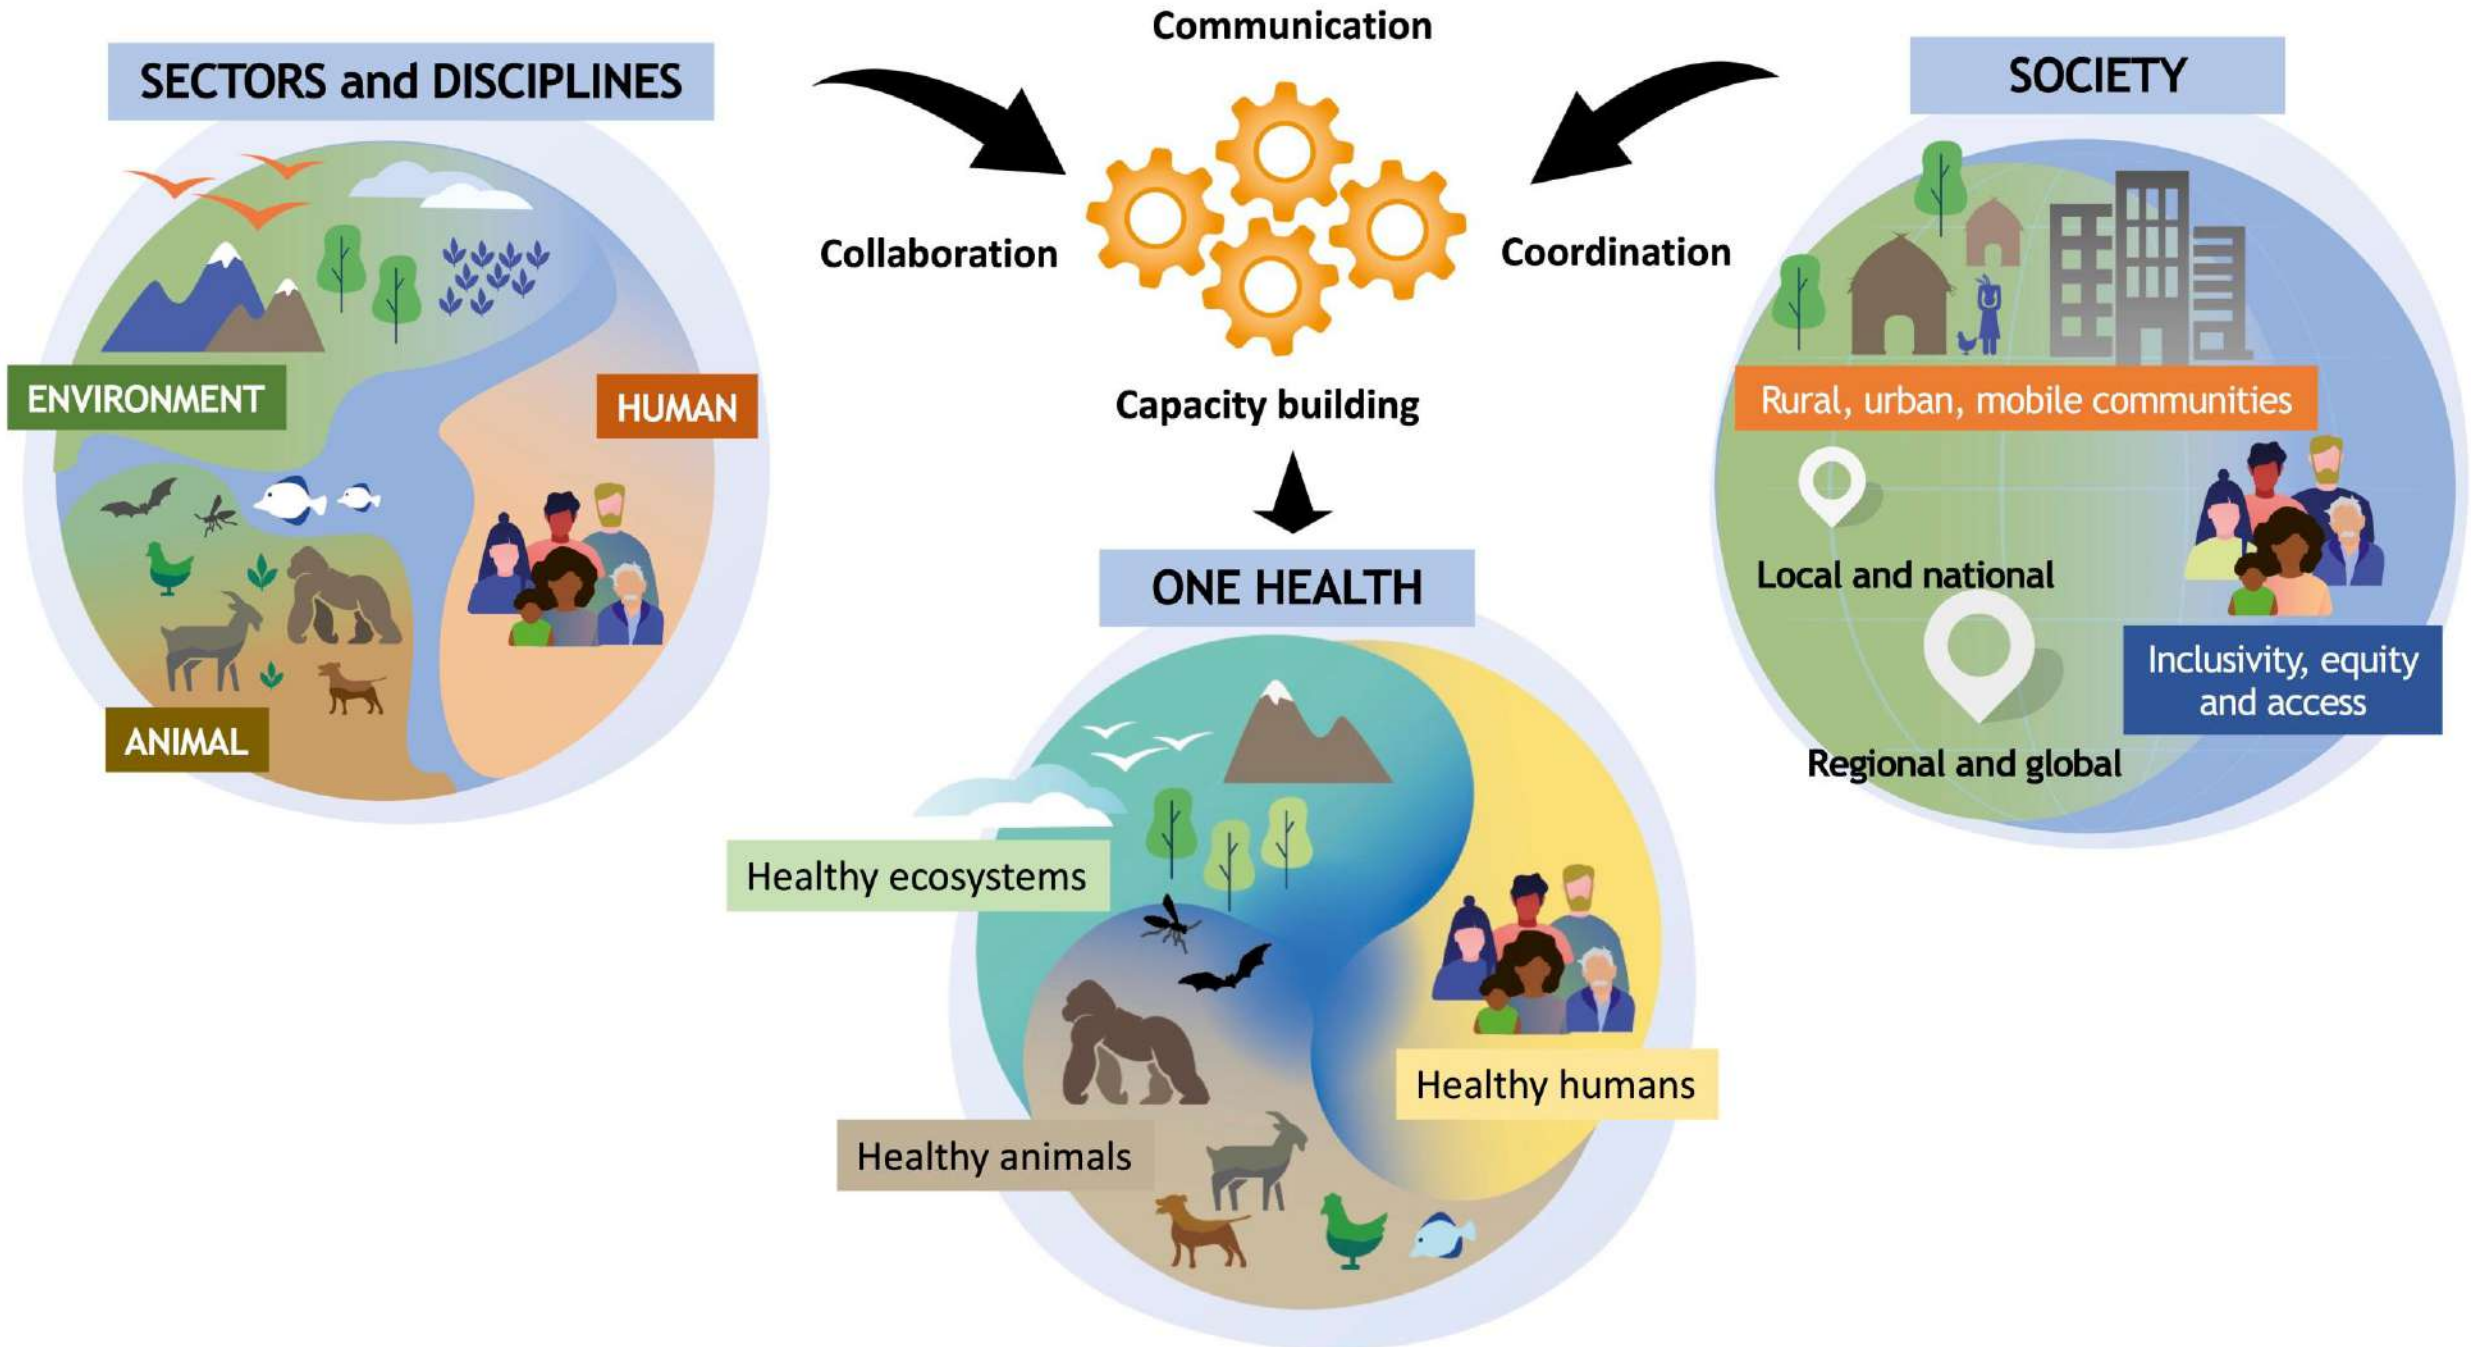 SECTORS and DISCIPLINES
ENVIRONMENT
HUMAN
ANIMAL
Communication
Collaboration
Coordination
Capacity building
SOCIETY
Rural, urban, mobile communities
Local and national
Inclusivity, equity
and access
Regional and global
ONE HEALTH
Healthy ecosystems
Healthy humans
Healthy animals